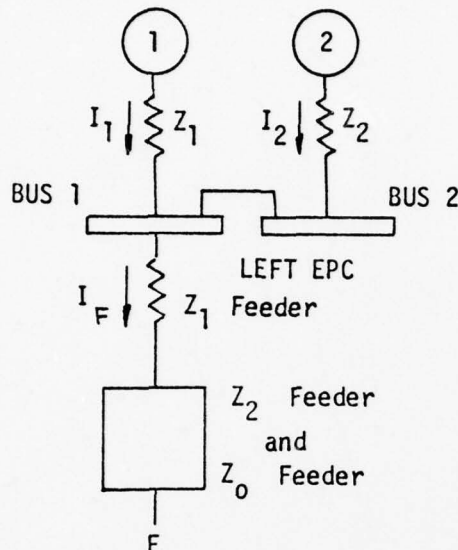 1
2
I1
Z1
I2
Z2
BUS 1
BUS 2
LEFT EPC
IF
Z1 Feeder
Z2 Feeder
and
Zo Feeder
F